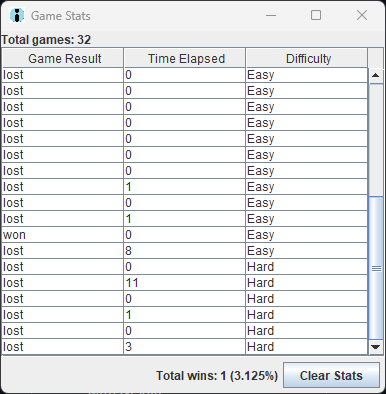 Game Stats
Total games: 32
Game Result Time Elapsed Difficulty
lost 0 Easy
lost 0 Easy
lost 0 Easy
lost 0 Easy
lost 0 Easy
lost 0 Easy
lost 0 Easy
lost 1 Easy
lost 0 Easy
lost 1 Easy
won 0 Easy
lost 8 Easy
lost 0 Hard
lost 11 Hard
lost 0 Hard
lost 1 Hard
lost 0 Hard
lost 3 Hard
Total wins: 1 (3.125%) Clear Stats